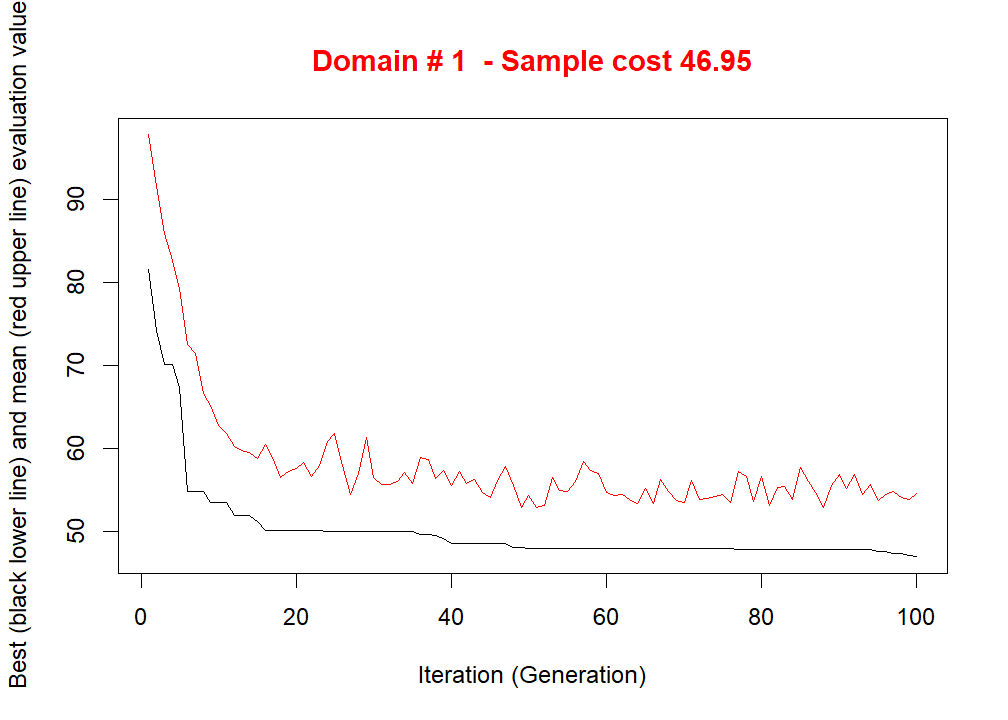 Domain # 1  - Sample cost 46.95
Best (black lower line) and mean (red upper line) evaluation value
90
80
70
60
50
0 20 40 60 80 100
Iteration (Generation)